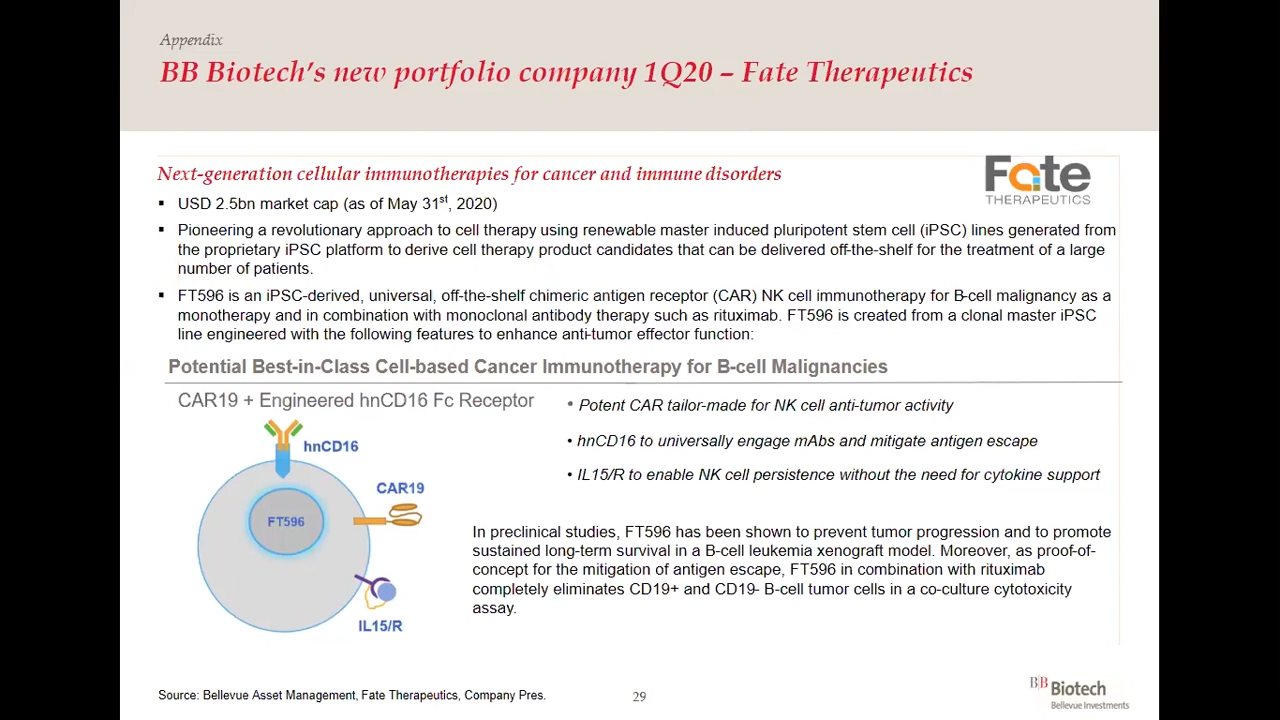 Appendix
BB Biotech's new portfolio company 1Q20 – Fate Therapeutics
Next-generation cellular immunotherapies for cancer and immune disorders
Fate
THERAPEUTICS
▪ USD 2.5bn market cap (as of May 31st, 2020)
▪ Pioneering a revolutionary approach to cell therapy using renewable master induced pluripotent stem cell (iPSC) lines generated from
the proprietary iPSC platform to derive cell therapy product candidates that can be delivered off-the-shelf for the treatment of a large
number of patients.
▪ FT596 is an iPSC-derived, universal, off-the-shelf chimeric antigen receptor (CAR) NK cell immunotherapy for B-cell malignancy as a
monotherapy and in combination with monoclonal antibody therapy such as rituximab. FT596 is created from a clonal master iPSC
line engineered with the following features to enhance anti-tumor effector function:
Potential Best-in-Class Cell-based Cancer Immunotherapy for B-cell Malignancies
CAR19 + Engineered hnCD16 Fc Receptor
hnCD16
CAR19
FT596
IL15/R
• Potent CAR tailor-made for NK cell anti-tumor activity
• hnCD16 to universally engage mAbs and mitigate antigen escape
• IL15/R to enable NK cell persistence without the need for cytokine support
In preclinical studies, FT596 has been shown to prevent tumor progression and to promote
sustained long-term survival in a B-cell leukemia xenograft model. Moreover, as proof-of-
concept for the mitigation of antigen escape, FT596 in combination with rituximab
completely eliminates CD19+ and CD19- B-cell tumor cells in a co-culture cytotoxicity
assay.
Source: Bellevue Asset Management, Fate Therapeutics, Company Pres.
29
BB Biotech
Bellevue Investments